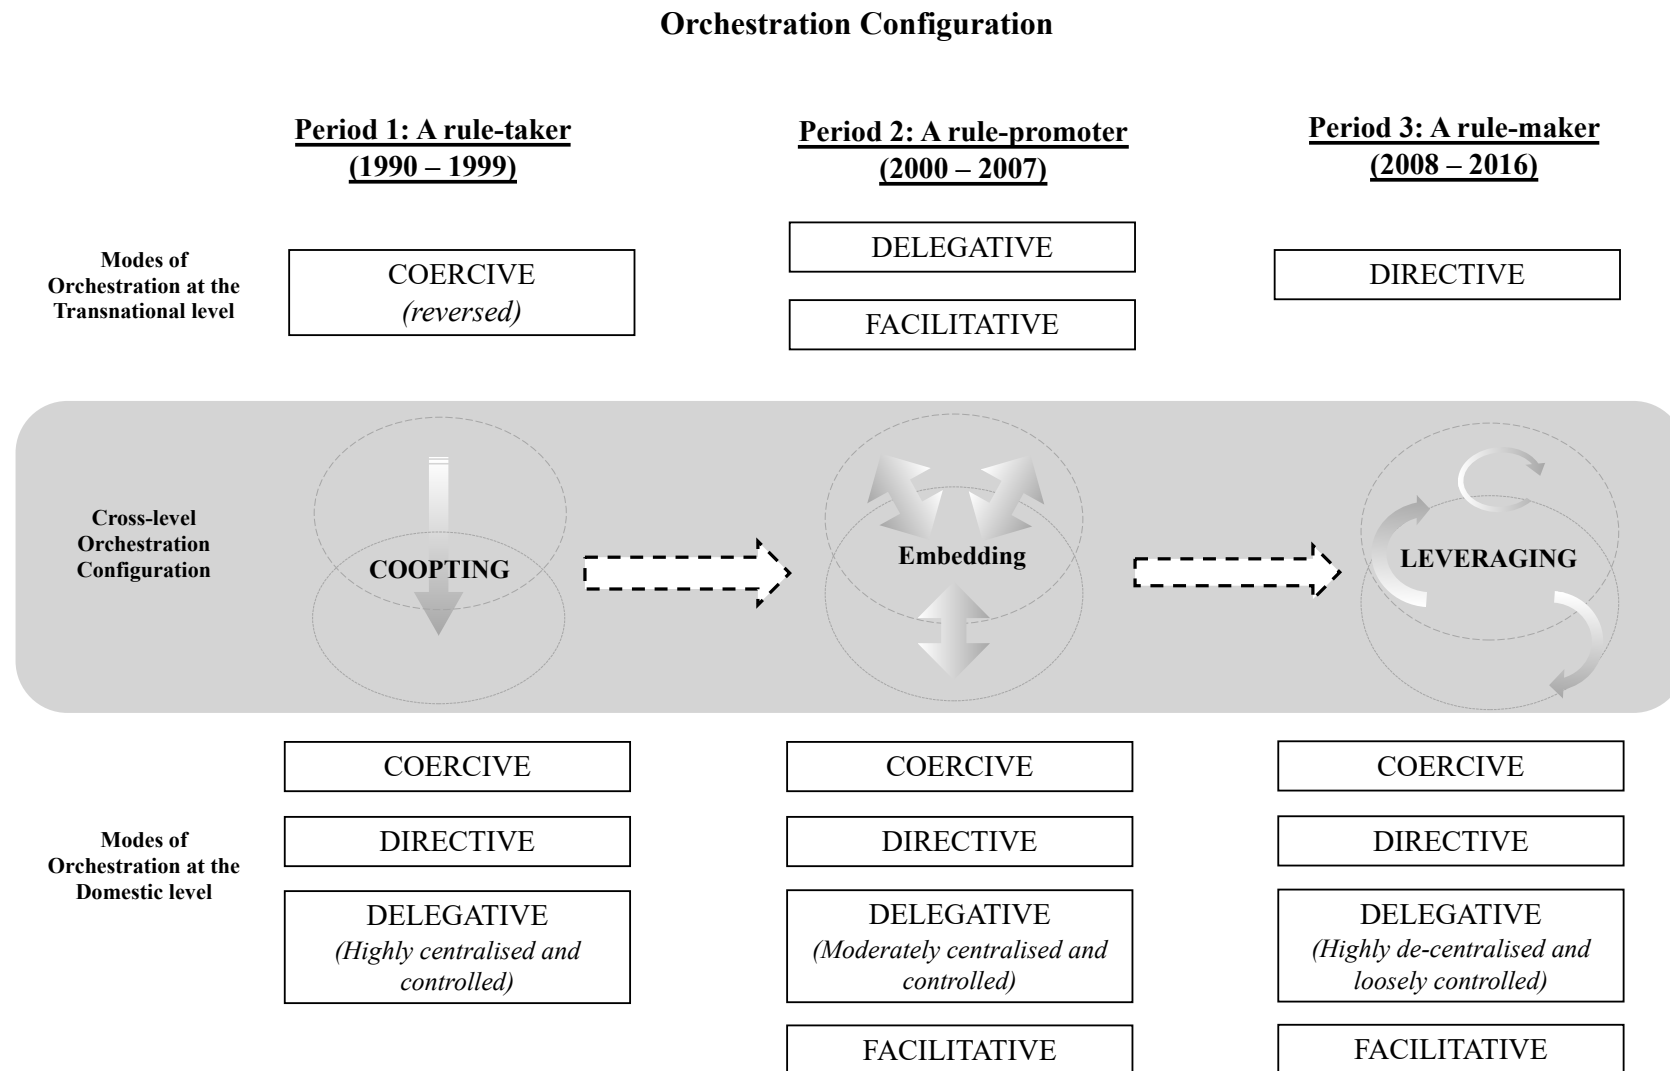 Orchestration Configuration
Period 1: A rule-taker
(1990 – 1999)
Period 2: A rule-promoter
(2000 – 2007)
Period 3: A rule-maker
(2008 – 2016)
Modes of
Orchestration at the
Transnational level
COERCIVE
(reversed)
DELEGATIVE
FACILITATIVE
DIRECTIVE
Cross-level
Orchestration
Configuration
COOPTING
Embedding
LEVERAGING
Modes of
Orchestration at the
Domestic level
COERCIVE
DIRECTIVE
DELEGATIVE
(Highly centralised and
controlled)
COERCIVE
DIRECTIVE
DELEGATIVE
(Moderately centralised and
controlled)
FACILITATIVE
COERCIVE
DIRECTIVE
DELEGATIVE
(Highly de-centralised and
loosely controlled)
FACILITATIVE